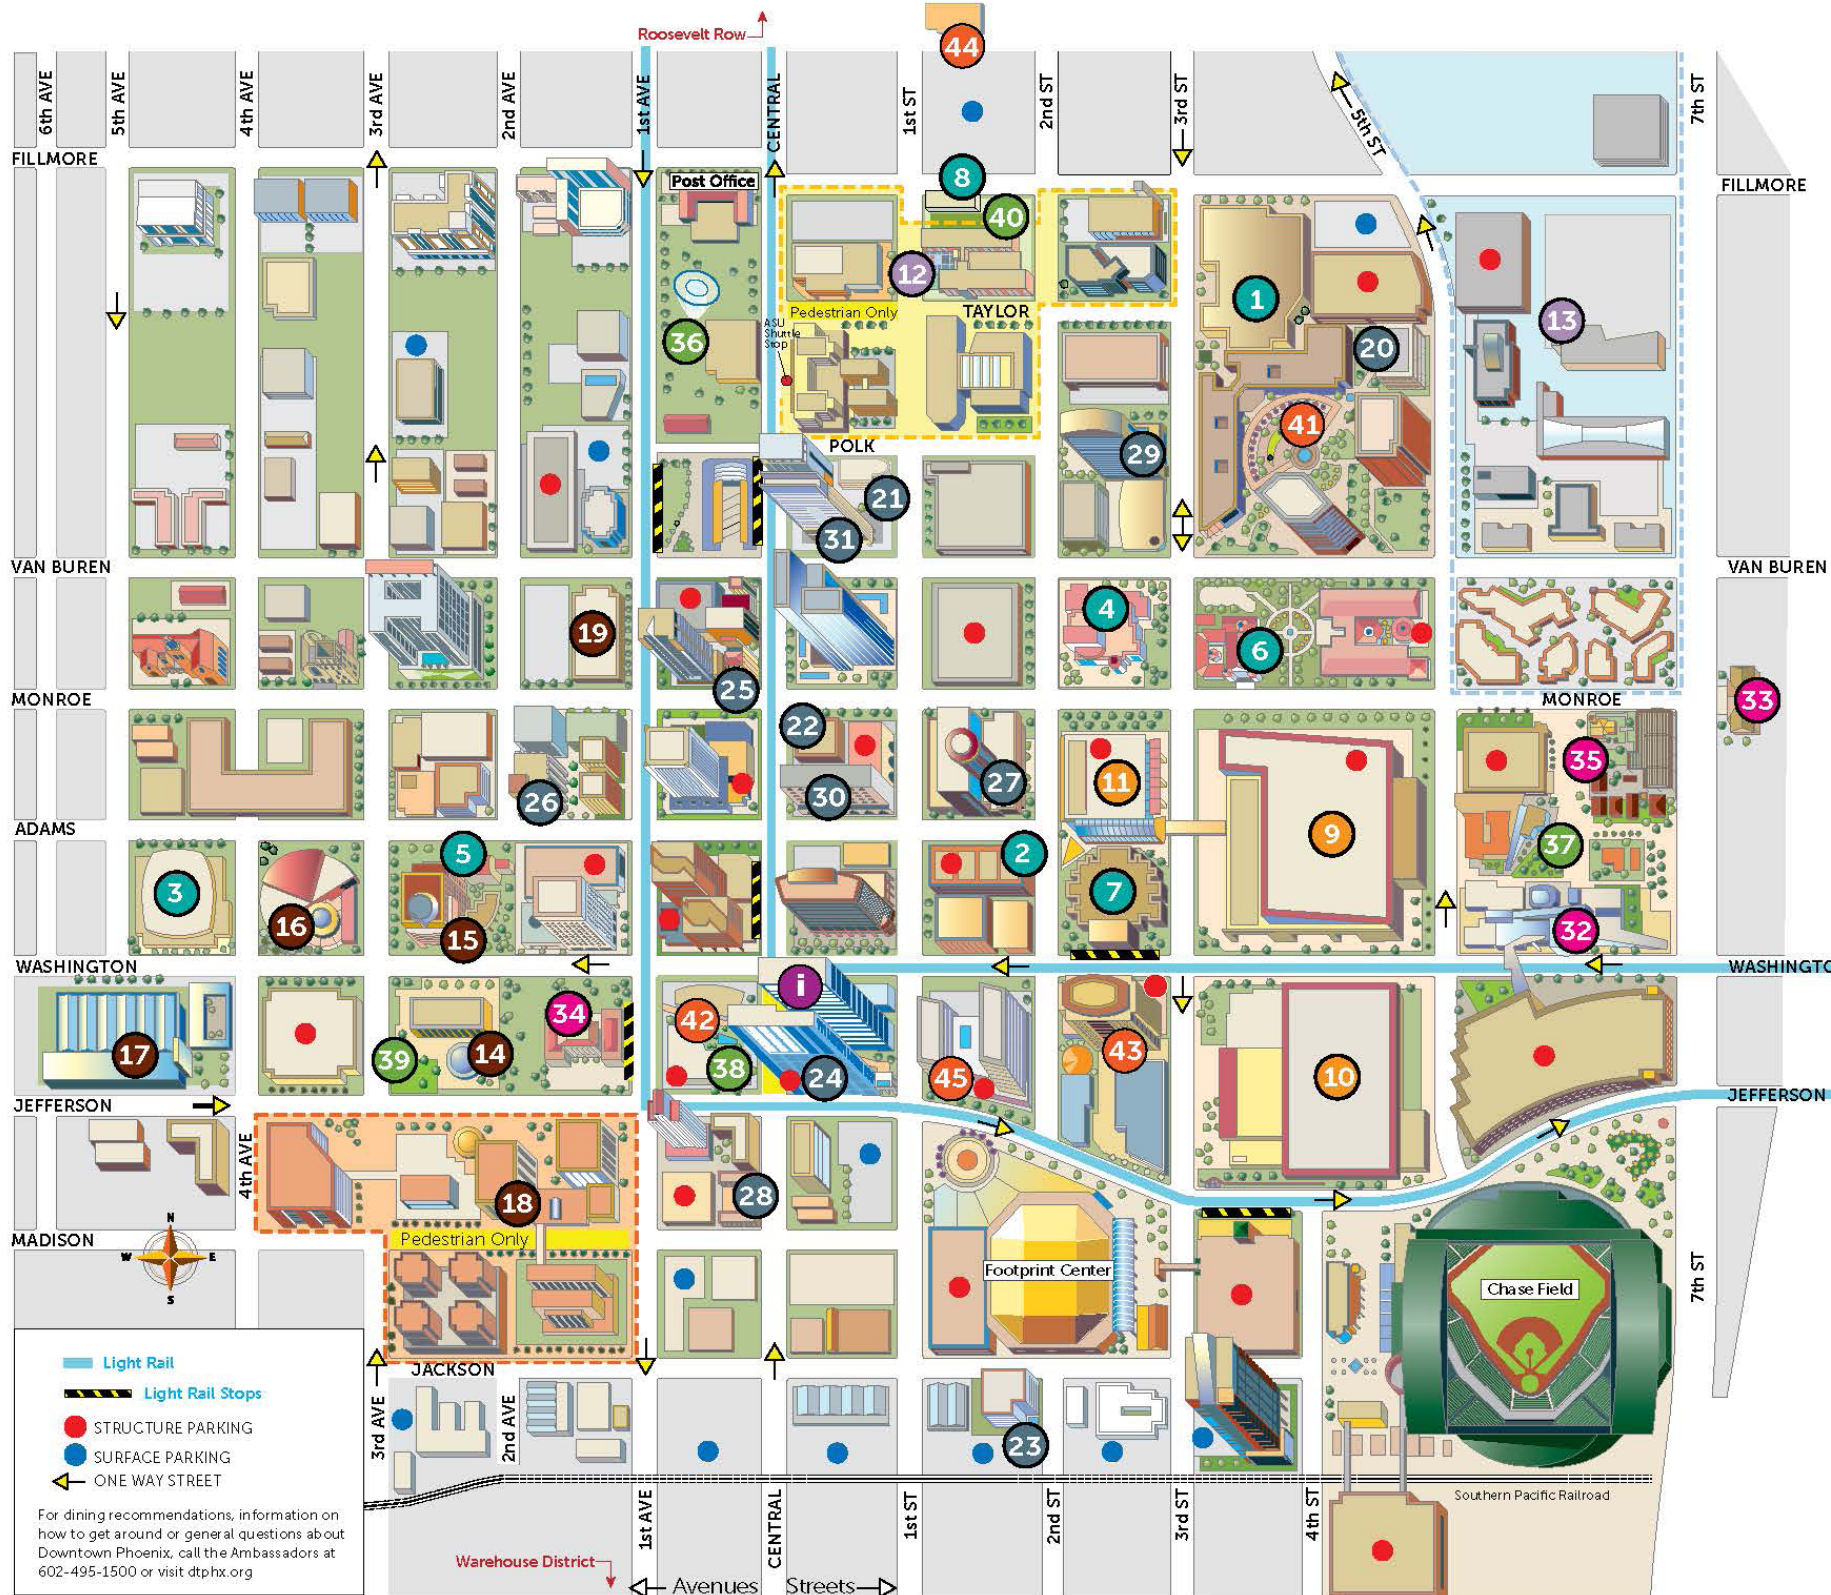 Roosevelt Row
44
6th AVE
5th AVE
4th AVE
3rd AVE
2nd AVE
1st AVE
CENTRAL
1st ST
2nd ST
3rd ST
5th ST
7th ST
FILLMORE
FILLMORE
Post Office
8
40
12
1
13
20
36
Pedestrian Only
TAYLOR
ASU
Shuttle
Stop
41
POLK
29
21
31
VAN BUREN
VAN BUREN
19
4
6
25
MONROE
MONROE
33
22
35
11
27
26
30
ADAMS
9
37
5
2
3
7
16
15
32
WASHINGTON
WASHINGTO
i
34
42
17
39
14
38
24
45
43
10
JEFFERSON
JEFFERSON
4th AVE
18
28
MADISON
Pedestrian Only
N
W
E
S
Footprint Center
Chase Field
7th ST
JACKSON
Light Rail
Light Rail Stops
STRUCTURE PARKING
SURFACE PARKING
ONE WAY STREET
3rd AVE
2nd AVE
23
For dining recommendations, information on
how to get around or general questions about
Downtown Phoenix, call the Ambassadors at
602-495-1500 or visit dtphx.org
Southern Pacific Railroad
1st AVE
CENTRAL
1st ST
2nd ST
3rd ST
4th ST
Warehouse District
Avenues
Streets